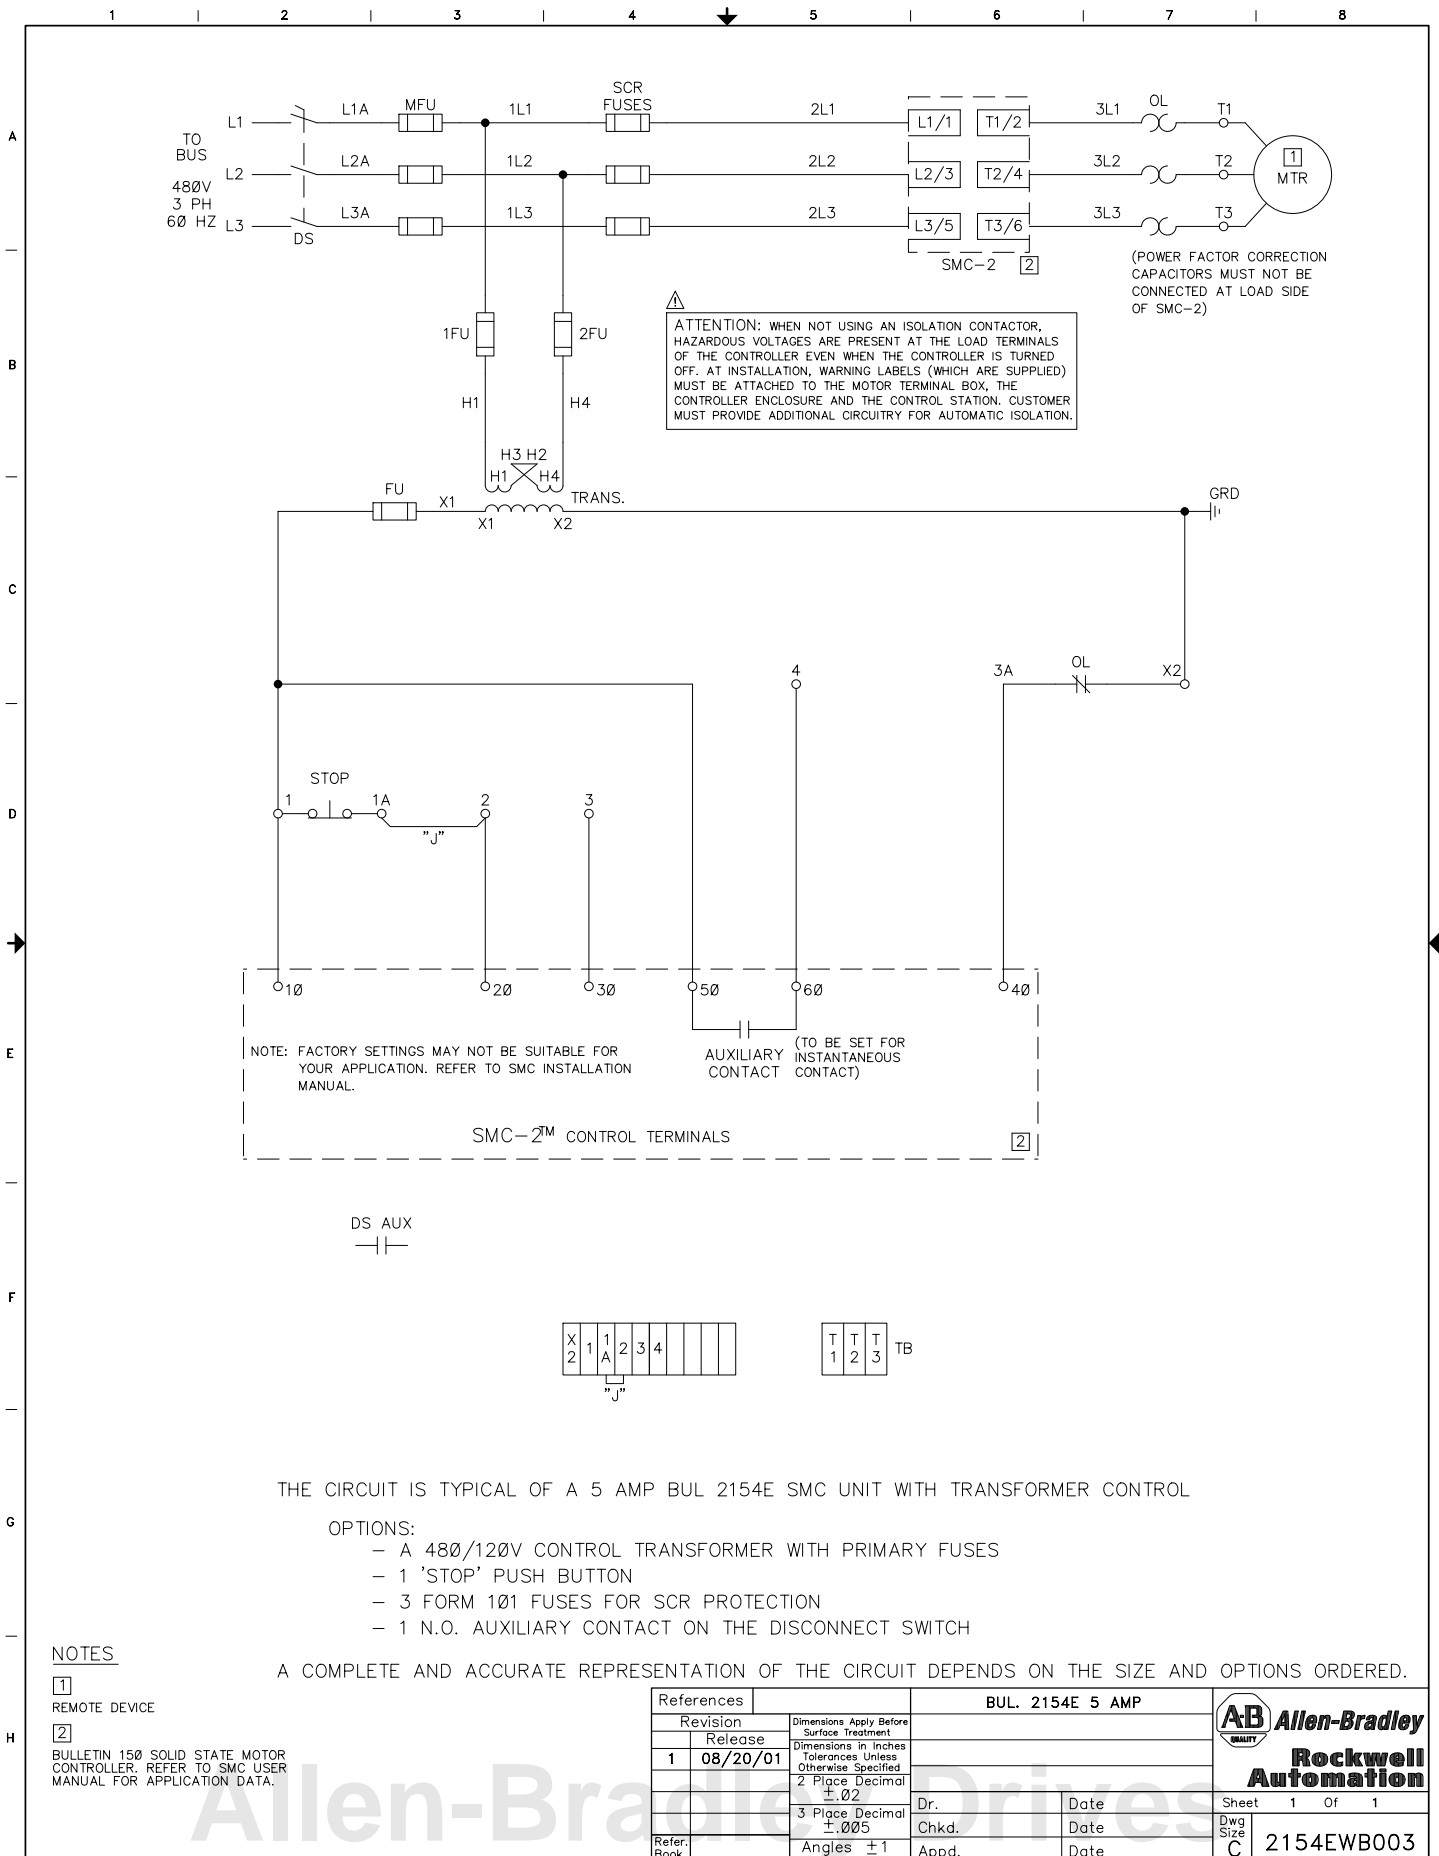 1 2 3 4 5 6 7 8
A
B
C
D
E
F
G
H
SCR
FUSES
L1 L1A MFU 1L1 2L1 L1/1 T1/2 3L1 OL T1
TO
BUS
L2 L2A 1L2 2L2 L2/3 T2/4 3L2 T2
1
MTR
480V
3 PH
60 HZ
L3 L3A 1L3 2L3 L3/5 T3/6 3L3 T3
DS
SMC-2 2
(POWER FACTOR CORRECTION
CAPACITORS MUST NOT BE
CONNECTED AT LOAD SIDE
OF SMC-2)
!
ATTENTION: WHEN NOT USING AN ISOLATION CONTACTOR,
HAZARDOUS VOLTAGES ARE PRESENT AT THE LOAD TERMINALS
OF THE CONTROLLER EVEN WHEN THE CONTROLLER IS TURNED
OFF. AT INSTALLATION, WARNING LABELS (WHICH ARE SUPPLIED)
MUST BE ATTACHED TO THE MOTOR TERMINAL BOX, THE
CONTROLLER ENCLOSURE AND THE CONTROL STATION. CUSTOMER
MUST PROVIDE ADDITIONAL CIRCUITRY FOR AUTOMATIC ISOLATION.
1FU 2FU
H1 H4
H3 H2
H1 H4
TRANS.
FU X1
X1 X2
GRD
4 3A OL X2
STOP
1 1A 2 3
"J"
10 20 30 50 60 40
NOTE: FACTORY SETTINGS MAY NOT BE SUITABLE FOR
YOUR APPLICATION. REFER TO SMC INSTALLATION
MANUAL.
AUXILIARY
CONTACT
(TO BE SET FOR
INSTANTANEOUS
CONTACT)
SMC-2™ CONTROL TERMINALS
2
DS AUX
X2 1 1A 2 3 4
"J"
T1 T2 T3 TB
THE CIRCUIT IS TYPICAL OF A 5 AMP BUL 2154E SMC UNIT WITH TRANSFORMER CONTROL
OPTIONS:
- A 480/120V CONTROL TRANSFORMER WITH PRIMARY FUSES
- 1 'STOP' PUSH BUTTON
- 3 FORM 101 FUSES FOR SCR PROTECTION
- 1 N.O. AUXILIARY CONTACT ON THE DISCONNECT SWITCH
A COMPLETE AND ACCURATE REPRESENTATION OF THE CIRCUIT DEPENDS ON THE SIZE AND OPTIONS ORDERED.
NOTES
1
REMOTE DEVICE
2
BULLETIN 150 SOLID STATE MOTOR
CONTROLLER. REFER TO SMC USER
MANUAL FOR APPLICATION DATA.
Allen-Bradley Drives
References
Revision
Release
1 08/20/01
Refer.
Book
Dimensions Apply Before
Surface Treatment
Dimensions in Inches
Tolerances Unless
Otherwise Specified
2 Place Decimal
±.02
3 Place Decimal
±.005
Angles ±1
BUL. 2154E 5 AMP
Dr. Date
Chkd. Date
Appd. Date
A-B
QUALITY
Allen-Bradley
Rockwell
Automation
Sheet 1 Of 1
Dwg
Size
C
2154EWB003